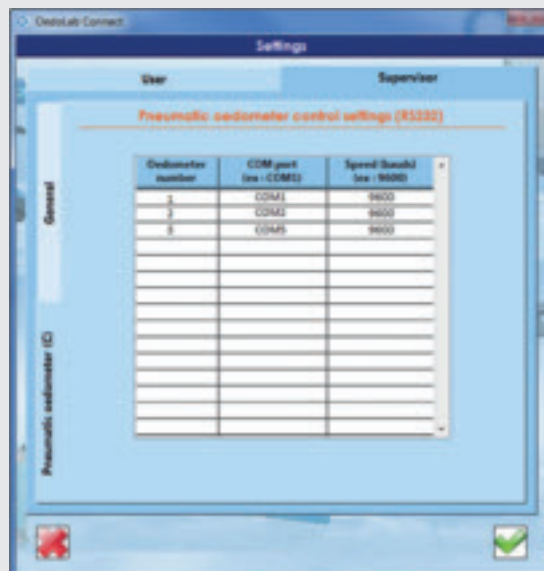 OedoLab Connect
Settings
User Supervisor
Pneumatic oedometer control settings (RS232)
Oedometer number COM port (ex : COM1) Speed (bauds) (ex : 9600)
1 COM1 9600
2 COM2 9600
3 9600
General
Pneumatic oedometer (C)